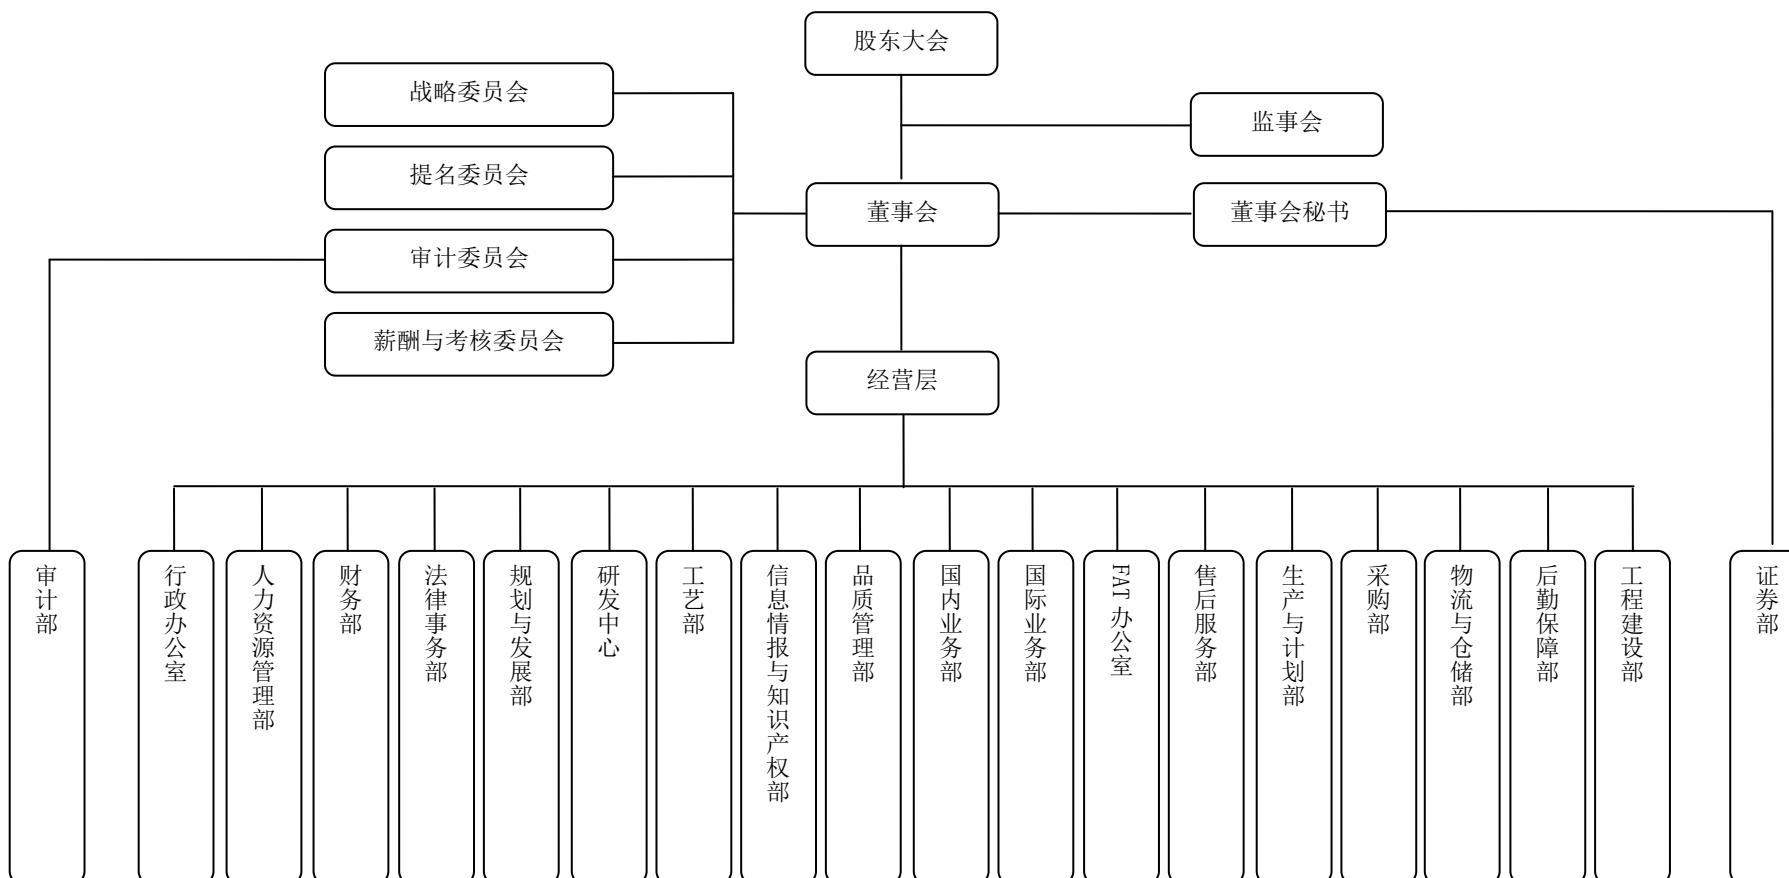 股东大会
战略委员会
监事会
提名委员会
董事会
董事会秘书
审计委员会
薪酬与考核委员会
经营层
审计部
行政办公室
人力资源管理部
财务部
法律事务部
规划与发展部
研发中心
工艺部
信息情报与知识产权部
品质管理部
国内业务部
国际业务部
FAT 办公室
售后服务部
生产与计划部
采购部
物流与仓储部
后勤保障部
工程建设部
证券部